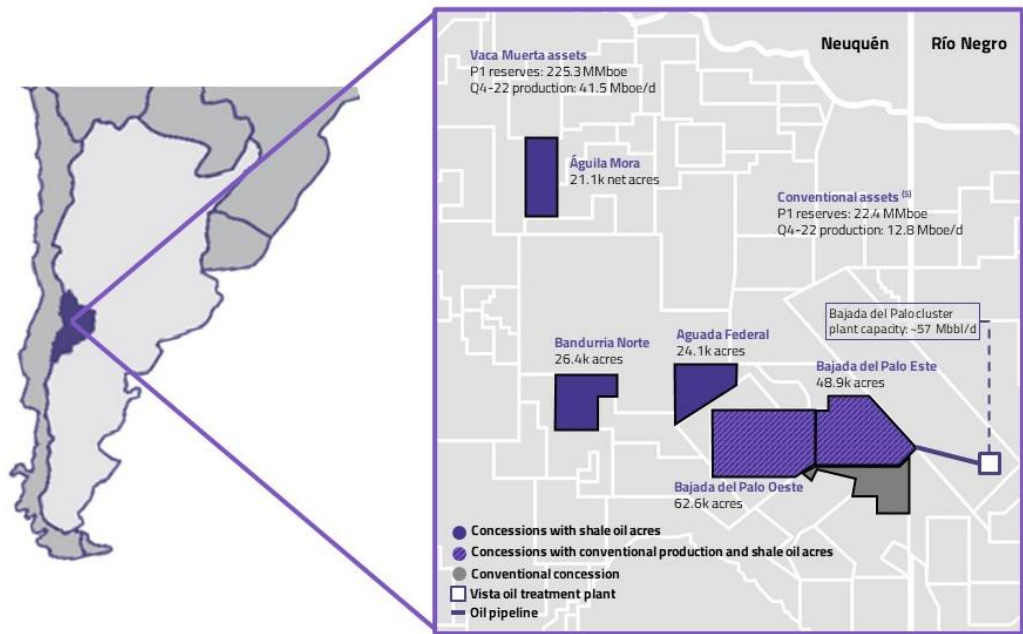 Neuquén
Río Negro
Vaca Muerta assets
P1 reserves: 225.3 MMboe
Q4-22 production: 41.5 Mboe/d
Águila Mora
21.1k net acres
Conventional assets (5)
P1 reserves: 22.4 MMboe
Q4-22 production: 12.8 Mboe/d
Bajada del Palo cluster
plant capacity: ~57 Mbbl/d
Bandurria Norte
26.4k acres
Aguada Federal
24.1k acres
Bajada del Palo Este
48.9k acres
Bajada del Palo Oeste
62.6k acres
Concessions with shale oil acres
Concessions with conventional production and shale oil acres
Conventional concession
Vista oil treatment plant
Oil pipeline